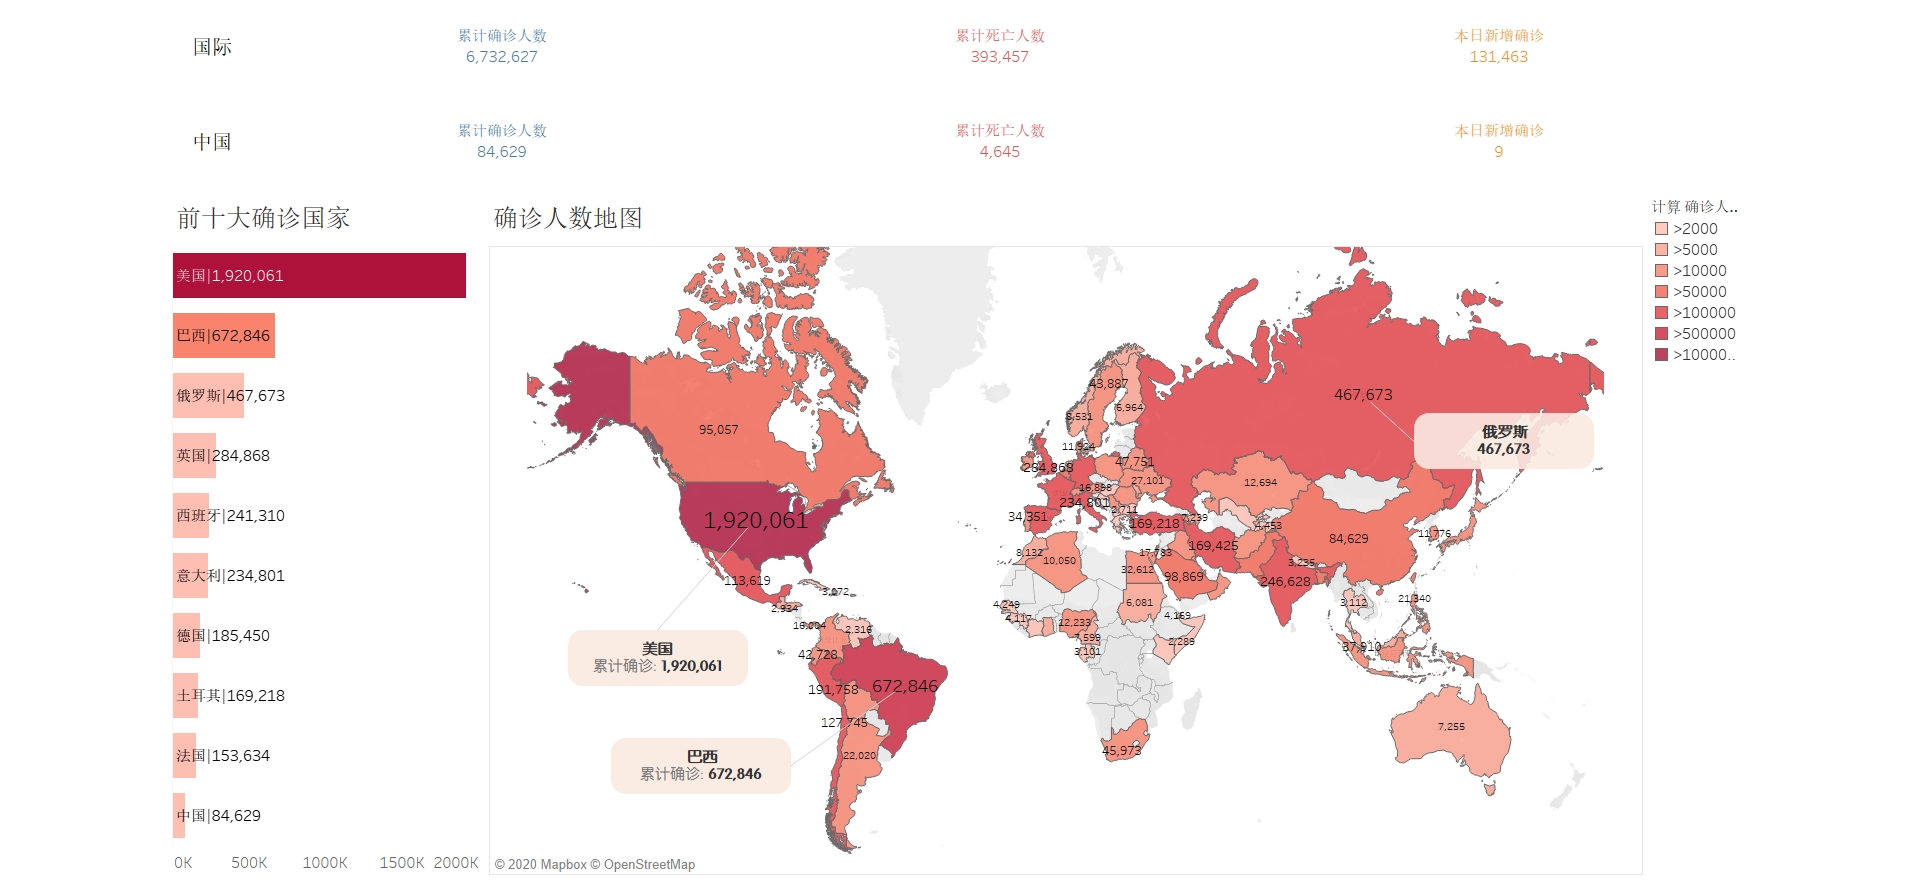 国际
累计确诊人数
6,732,627
累计死亡人数
393,457
本日新增确诊
131,463
中国
累计确诊人数
84,629
累计死亡人数
4,645
本日新增确诊
9
前十大确诊国家
美国|1,920,061
巴西|672,846
俄罗斯|467,673
英国|284,868
西班牙|241,310
意大利|234,801
德国|185,450
土耳其|169,218
法国|153,634
中国|84,629
0K 500K 1000K 1500K 2000K
确诊人数地图
43,887
467,673
6,964
8,531
95,057
俄罗斯
467,673
11,924
47,751
284,868
27,101
12,694
16,898
234,801
2,711
34,351
1,920,061
169,218
7,239
4,453
11,776
84,629
169,425
8,132
17,783
10,050
3,235
32,612
98,869
246,628
113,619
3,072
2,934
4,249
6,081
3,112
21,340
4,117
4,169
12,233
2,316
7,599
2,289
3,101
42,728
37,910
美国
累计确诊: 1,920,061
191,758
672,846
127,745
7,255
22,020
45,973
巴西
累计确诊: 672,846
© 2020 Mapbox © OpenStreetMap
计算 确诊人..
>2000
>5000
>10000
>50000
>100000
>500000
>10000..